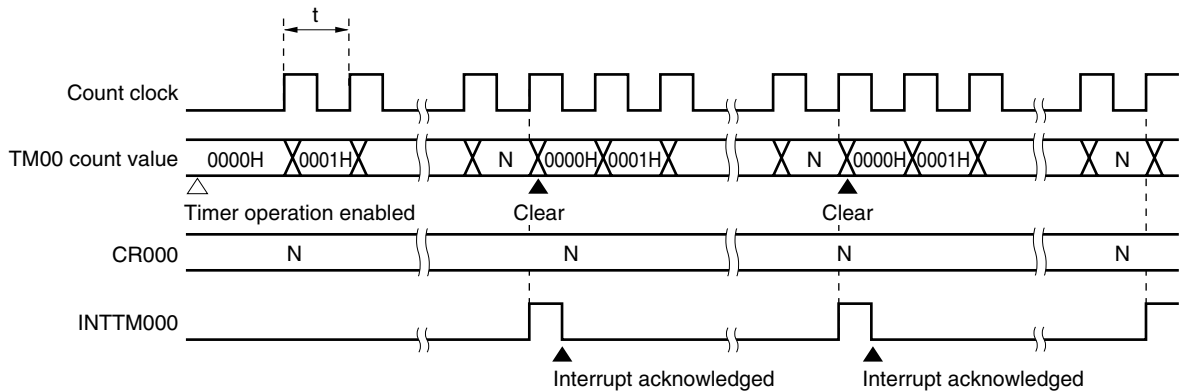 t
Count clock
TM00 count value
0000H 0001H N 0000H 0001H N 0000H 0001H N
Timer operation enabled Clear Clear
CR000 N N N N
INTTM000
Interrupt acknowledged Interrupt acknowledged